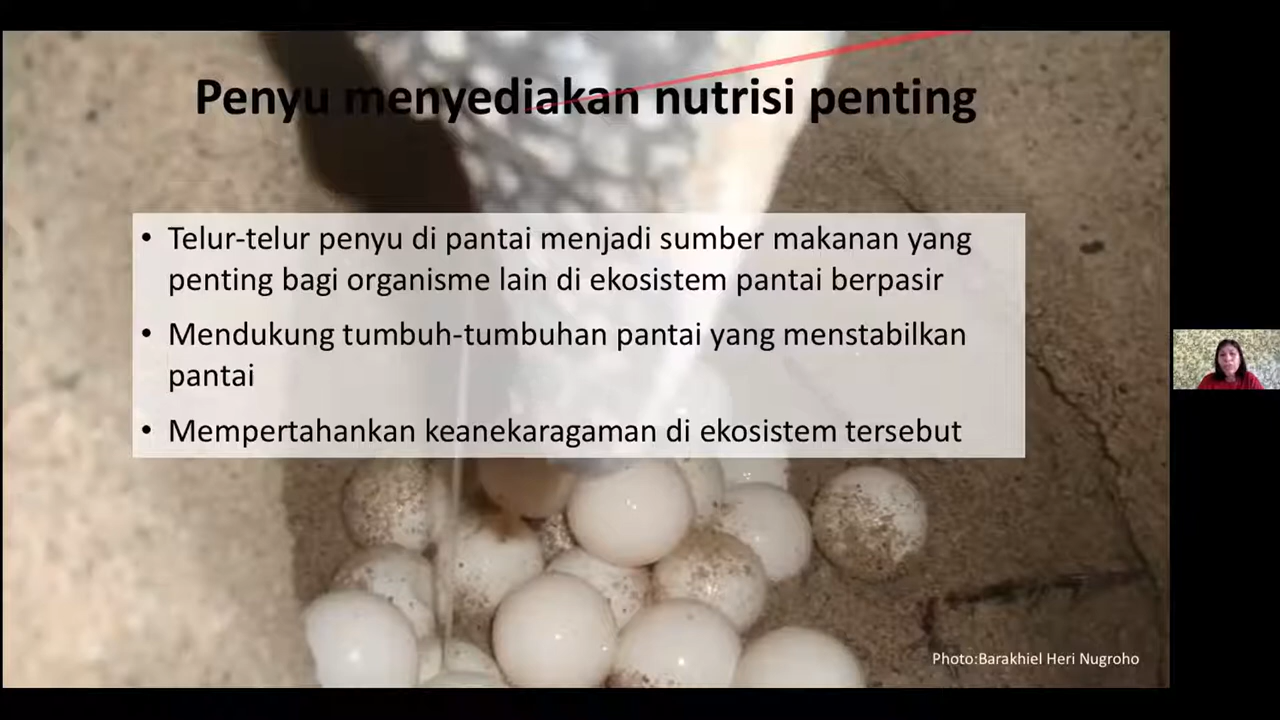 Penyu menyediakan nutrisi penting
• Telur-telur penyu di pantai menjadi sumber makanan yang
penting bagi organisme lain di ekosistem pantai berpasir
• Mendukung tumbuh-tumbuhan pantai yang menstabilkan
pantai
• Mempertahankan keanekaragaman di ekosistem tersebut
Photo:Barakhiel Heri Nugroho